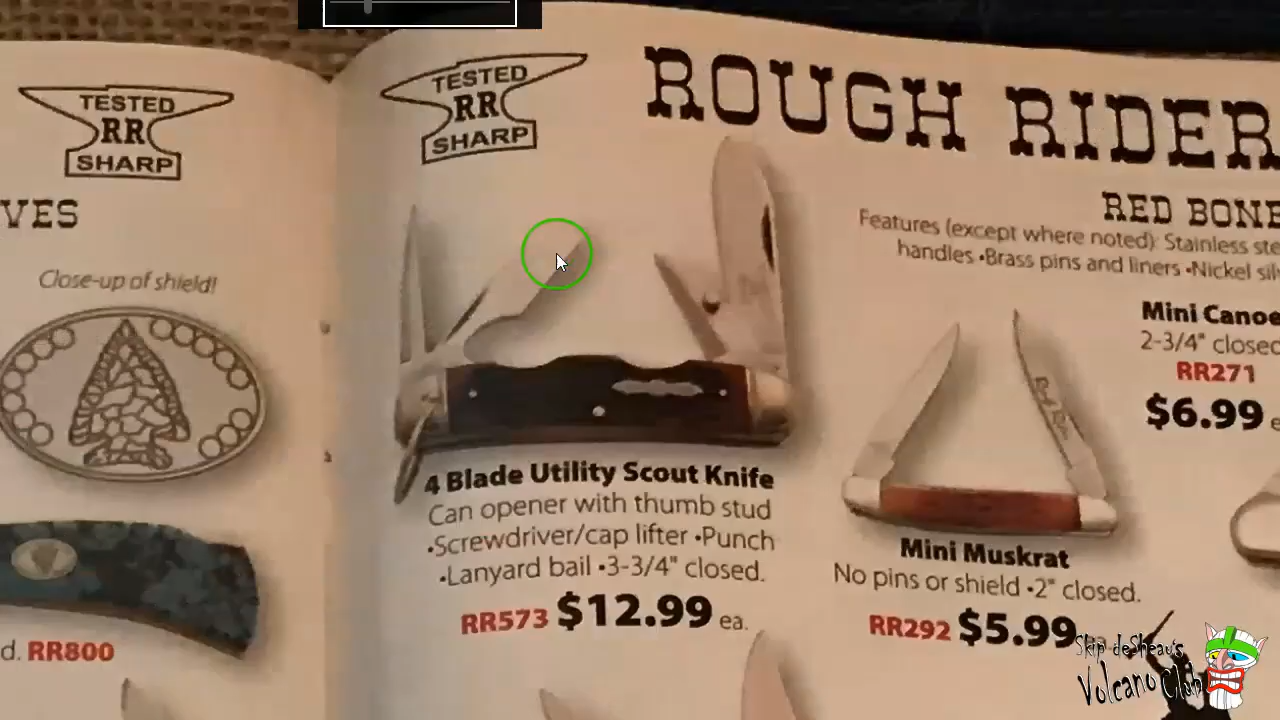 TESTED
RR
SHARP
VES
Close-up of shield!
d. RR800
TESTED
RR
SHARP
ROUGH RIDER
RED BONE
Features (except where noted): Stainless ste
handles •Brass pins and liners •Nickel sil
4 Blade Utility Scout Knife
Can opener with thumb stud
•Screwdriver/cap lifter •Punch
•Lanyard bail •3-3/4" closed.
RR573 $12.99 ea.
Mini Canoe
2-3/4" closed
RR271
$6.99 e
Rough Rider
Mini Muskrat
No pins or shield •2" closed.
RR292 $5.99
Skip deSheau's
Volcano Club